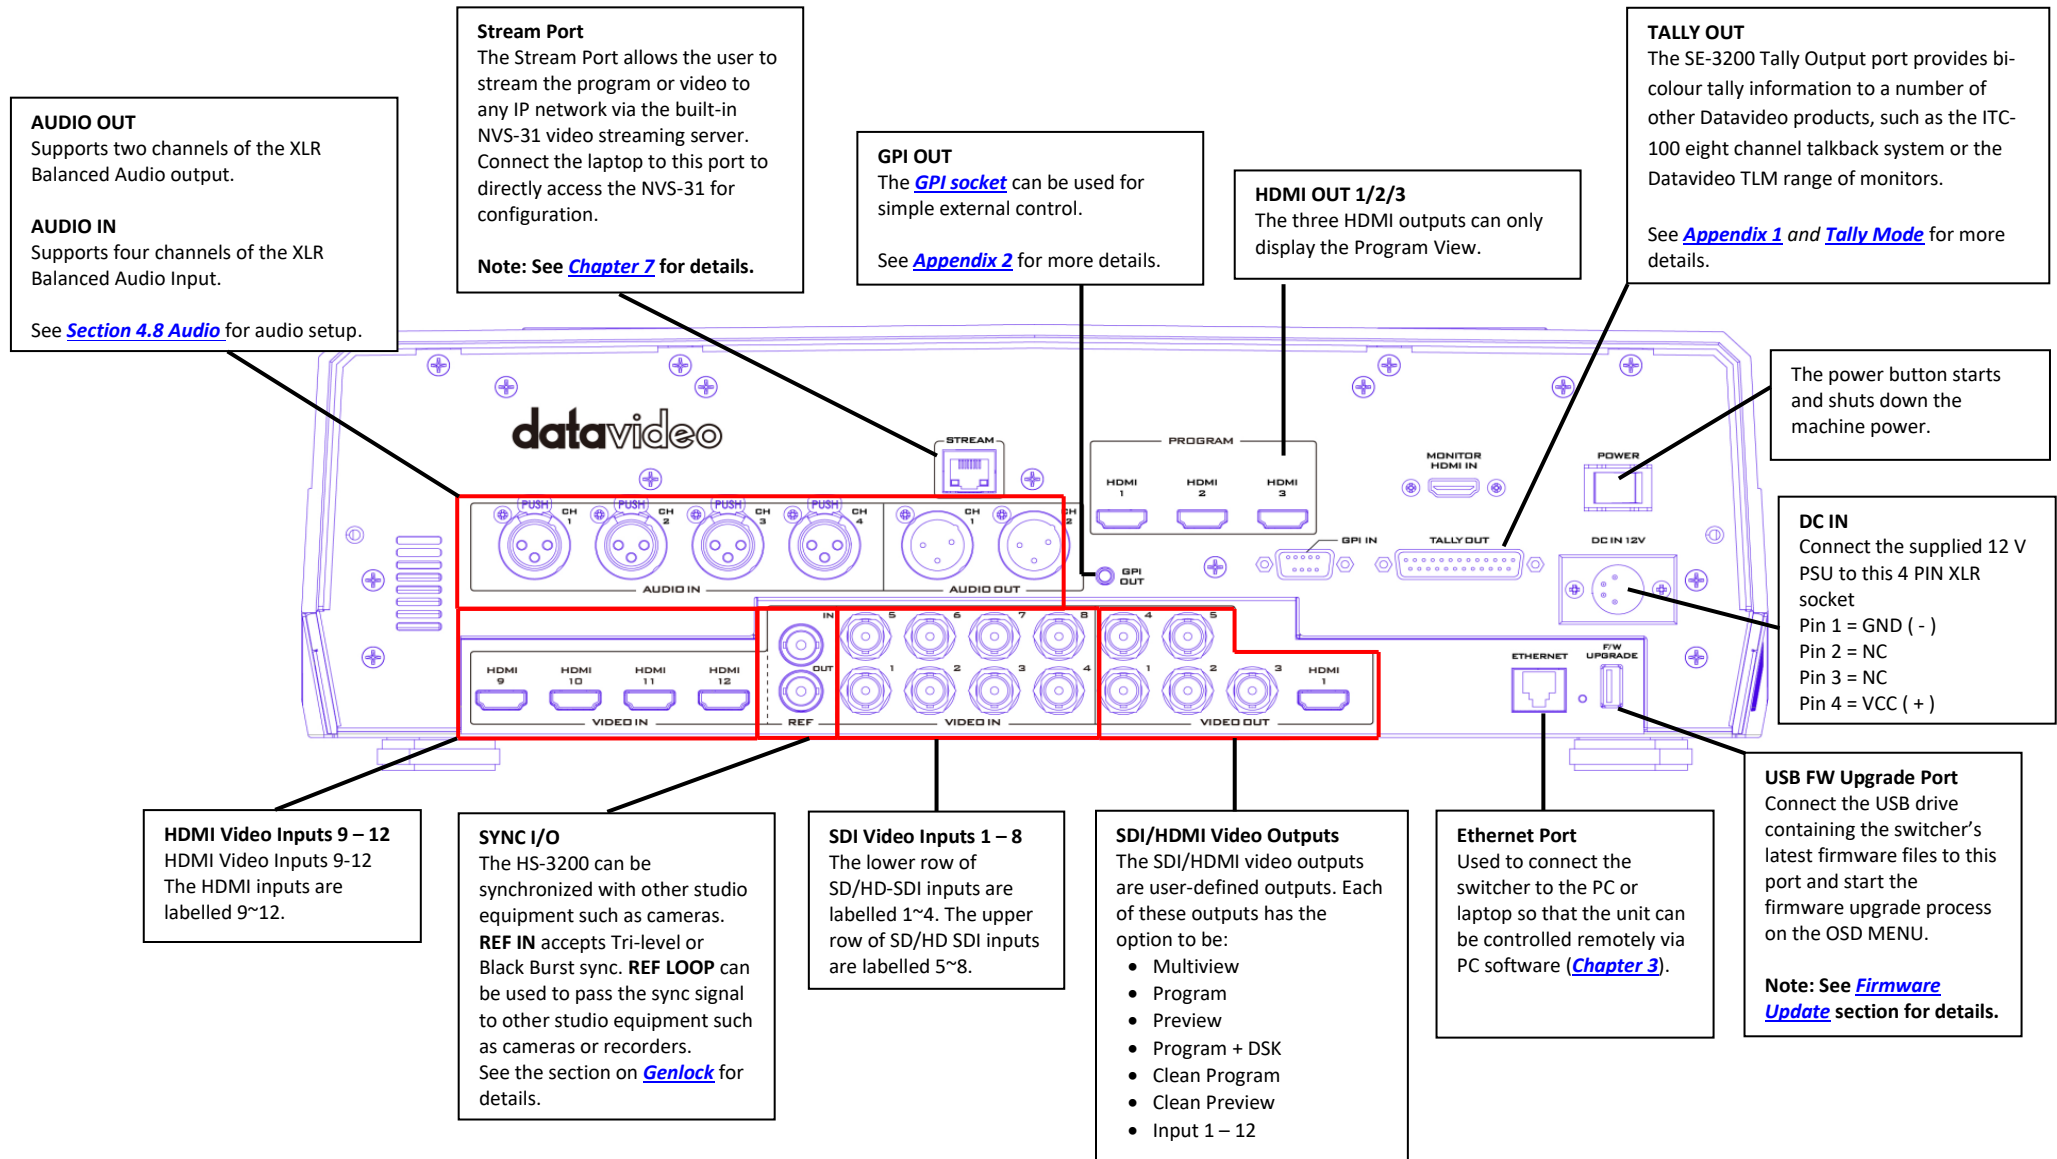 Stream Port
The Stream Port allows the user to
stream the program or video to
any IP network via the built-in
NVS-31 video streaming server.
Connect the laptop to this port to
directly access the NVS-31 for
configuration.
Note: See Chapter 7 for details.
TALLY OUT
The SE-3200 Tally Output port provides bi-
colour tally information to a number of
other Datavideo products, such as the ITC-
100 eight channel talkback system or the
Datavideo TLM range of monitors.
See Appendix 1 and Tally Mode for more
details.
AUDIO OUT
Supports two channels of the XLR
Balanced Audio output.
AUDIO IN
Supports four channels of the XLR
Balanced Audio Input.
See Section 4.8 Audio for audio setup.
GPI OUT
The GPI socket can be used for
simple external control.
See Appendix 2 for more details.
HDMI OUT 1/2/3
The three HDMI outputs can only
display the Program View.
The power button starts
and shuts down the
machine power.
datavideo
STREAM
PROGRAM
HDMI
1
HDMI
2
HDMI
3
MONITOR
HDMI IN
POWER
PUSH
CH
1
PUSH
CH
2
PUSH
CH
3
PUSH
CH
4
CH
1
CH
2
AUDIO IN
AUDIO OUT
GPI
OUT
GPI IN
TALLY OUT
DC IN 12V
DC IN
Connect the supplied 12 V
PSU to this 4 PIN XLR
socket
Pin 1 = GND ( - )
Pin 2 = NC
Pin 3 = NC
Pin 4 = VCC ( + )
HDMI
9
HDMI
10
HDMI
11
HDMI
12
VIDEO IN
IN
OUT
REF
5
6
7
8
1
2
3
4
VIDEO IN
4
5
1
2
3
HDMI
1
VIDEO OUT
ETHERNET
F/W
UPGRADE
HDMI Video Inputs 9 – 12
HDMI Video Inputs 9-12
The HDMI inputs are
labelled 9~12.
SYNC I/O
The HS-3200 can be
synchronized with other studio
equipment such as cameras.
REF IN accepts Tri-level or
Black Burst sync. REF LOOP can
be used to pass the sync signal
to other studio equipment such
as cameras or recorders.
See the section on Genlock for
details.
SDI Video Inputs 1 – 8
The lower row of
SD/HD-SDI inputs are
labelled 1~4. The upper
row of SD/HD SDI inputs
are labelled 5~8.
SDI/HDMI Video Outputs
The SDI/HDMI video outputs
are user-defined outputs. Each
of these outputs has the
option to be:
• Multiview
• Program
• Preview
• Program + DSK
• Clean Program
• Clean Preview
• Input 1 – 12
Ethernet Port
Used to connect the
switcher to the PC or
laptop so that the unit can
be controlled remotely via
PC software (Chapter 3).
USB FW Upgrade Port
Connect the USB drive
containing the switcher's
latest firmware files to this
port and start the
firmware upgrade process
on the OSD MENU.
Note: See Firmware
Update section for details.